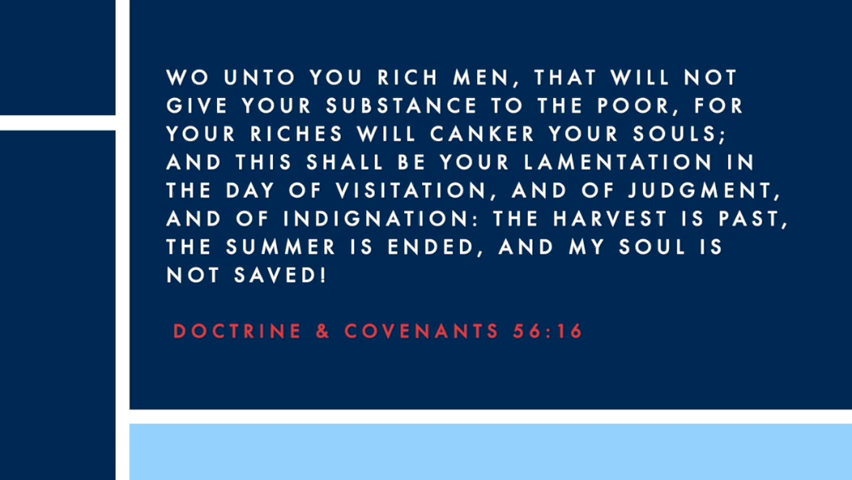 WO UNTO YOU RICH MEN, THAT WILL NOT
GIVE YOUR SUBSTANCE TO THE POOR, FOR
YOUR RICHES WILL CANKER YOUR SOULS;
AND THIS SHALL BE YOUR LAMENTATION IN
THE DAY OF VISITATION, AND OF JUDGMENT,
AND OF INDIGNATION: THE HARVEST IS PAST,
THE SUMMER IS ENDED, AND MY SOUL IS
NOT SAVED!
DOCTRINE & COVENANTS 56:16